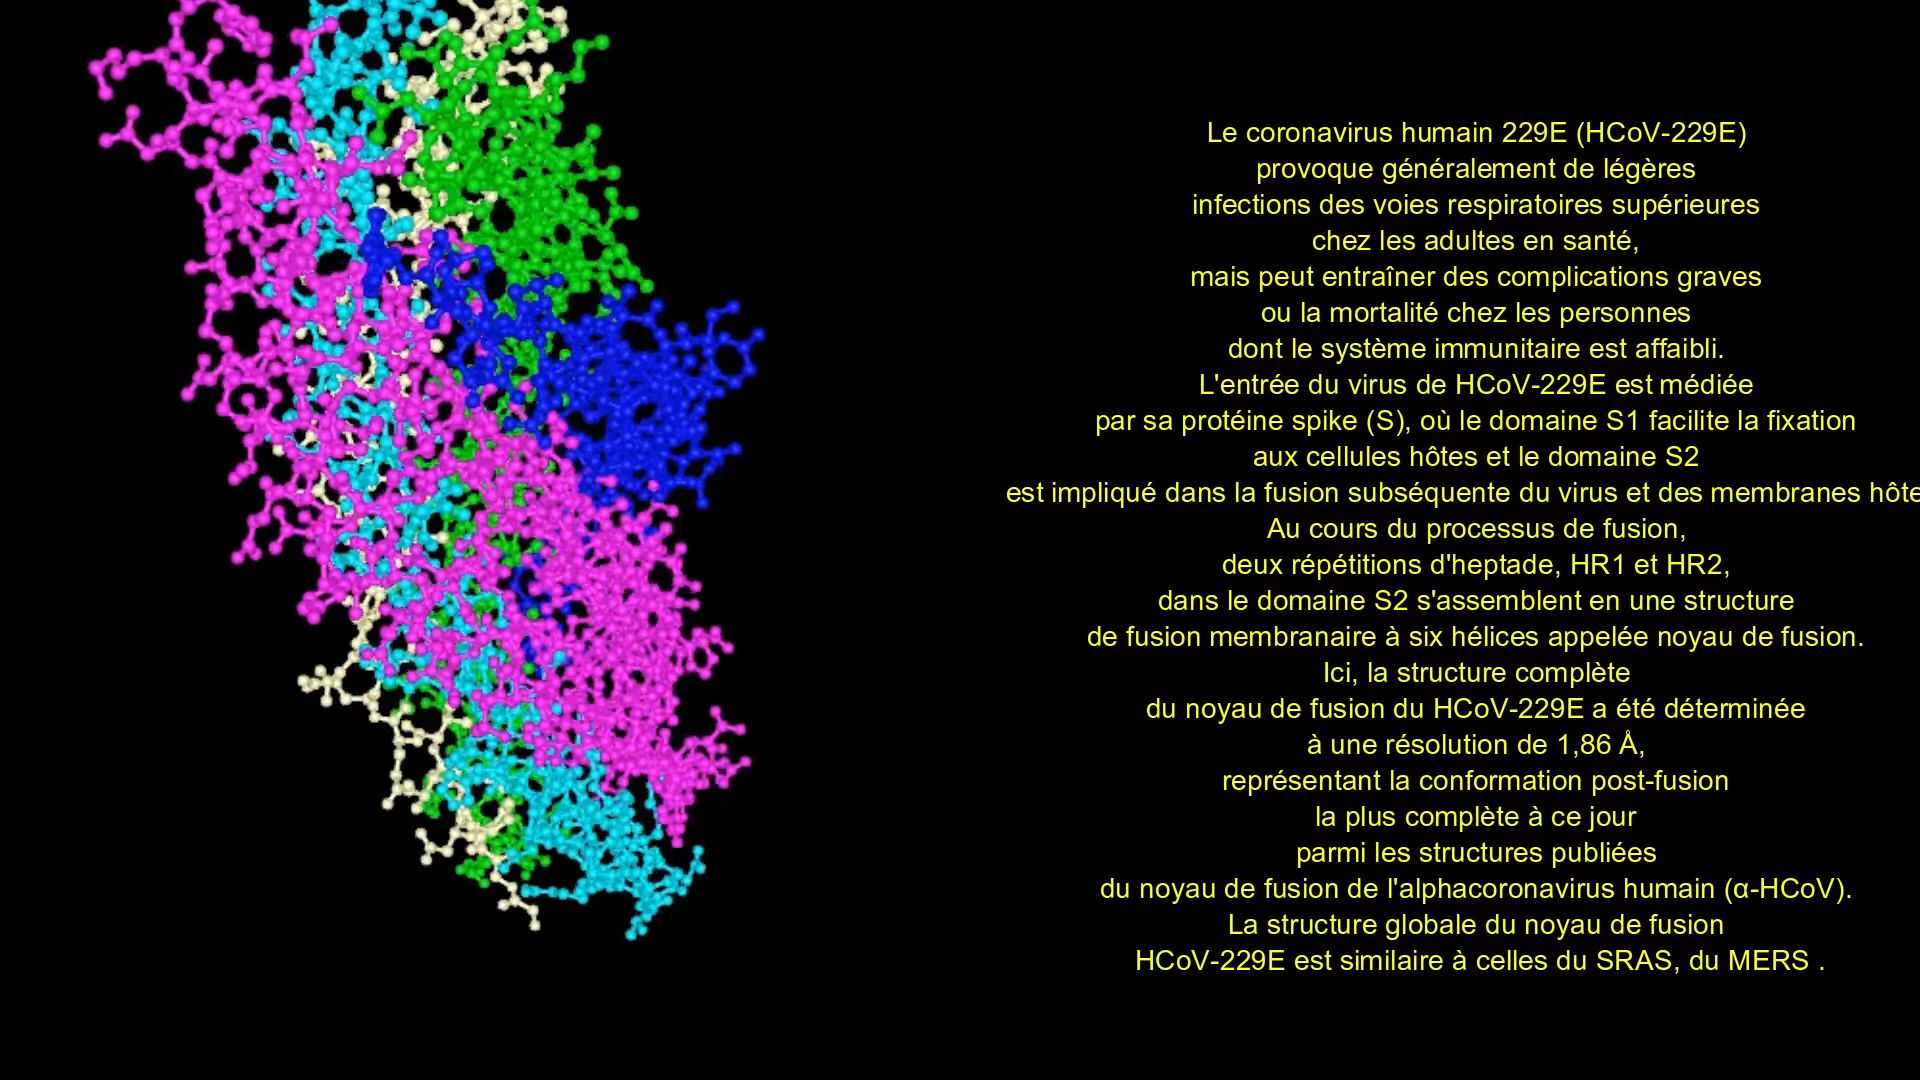 Le coronavirus humain 229E (HCoV-229E)
provoque généralement de légères
infections des voies respiratoires supérieures
chez les adultes en santé,
mais peut entraîner des complications graves
ou la mortalité chez les personnes
dont le système immunitaire est affaibli.
L'entrée du virus de HCoV-229E est médiée
par sa protéine spike (S), où le domaine S1 facilite la fixation
aux cellules hôtes et le domaine S2
est impliqué dans la fusion subséquente du virus et des membranes hôte
Au cours du processus de fusion,
deux répétitions d'heptade, HR1 et HR2,
dans le domaine S2 s'assemblent en une structure
de fusion membranaire à six hélices appelée noyau de fusion.
Ici, la structure complète
du noyau de fusion du HCoV-229E a été déterminée
à une résolution de 1,86 Å,
représentant la conformation post-fusion
la plus complète à ce jour
parmi les structures publiées
du noyau de fusion de l'alphacoronavirus humain (α-HCoV).
La structure globale du noyau de fusion
HCoV-229E est similaire à celles du SRAS, du MERS .